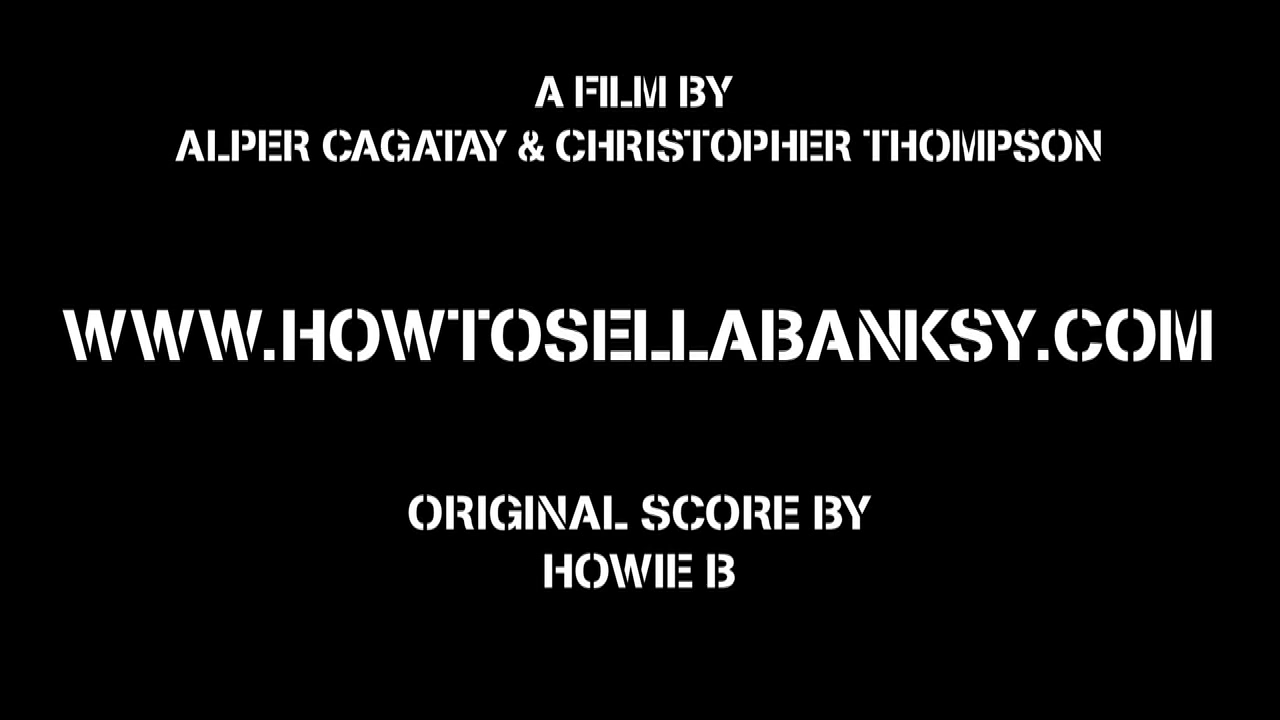 A FILM BY
ALPER CAGATAY & CHRISTOPHER THOMPSON
WWW.HOWTOSELLABANKSY.COM
ORIGINAL SCORE BY
HOWIE B